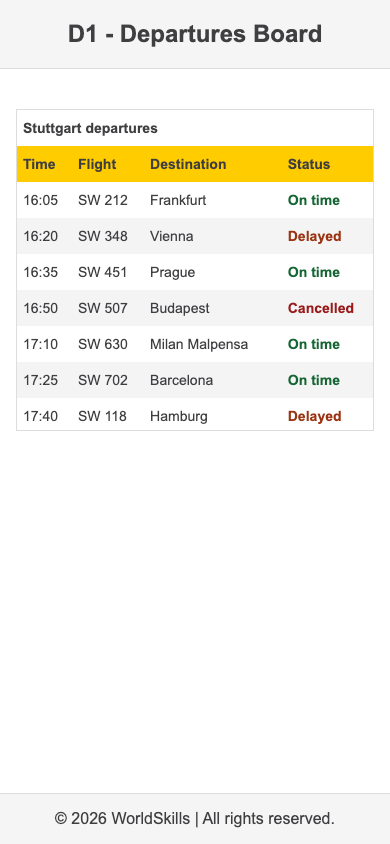 D1 - Departures Board
Stuttgart departures
Time Flight Destination Status
16:05 SW 212 Frankfurt On time
16:20 SW 348 Vienna Delayed
16:35 SW 451 Prague On time
16:50 SW 507 Budapest Cancelled
17:10 SW 630 Milan Malpensa On time
17:25 SW 702 Barcelona On time
17:40 SW 118 Hamburg Delayed
© 2026 WorldSkills | All rights reserved.